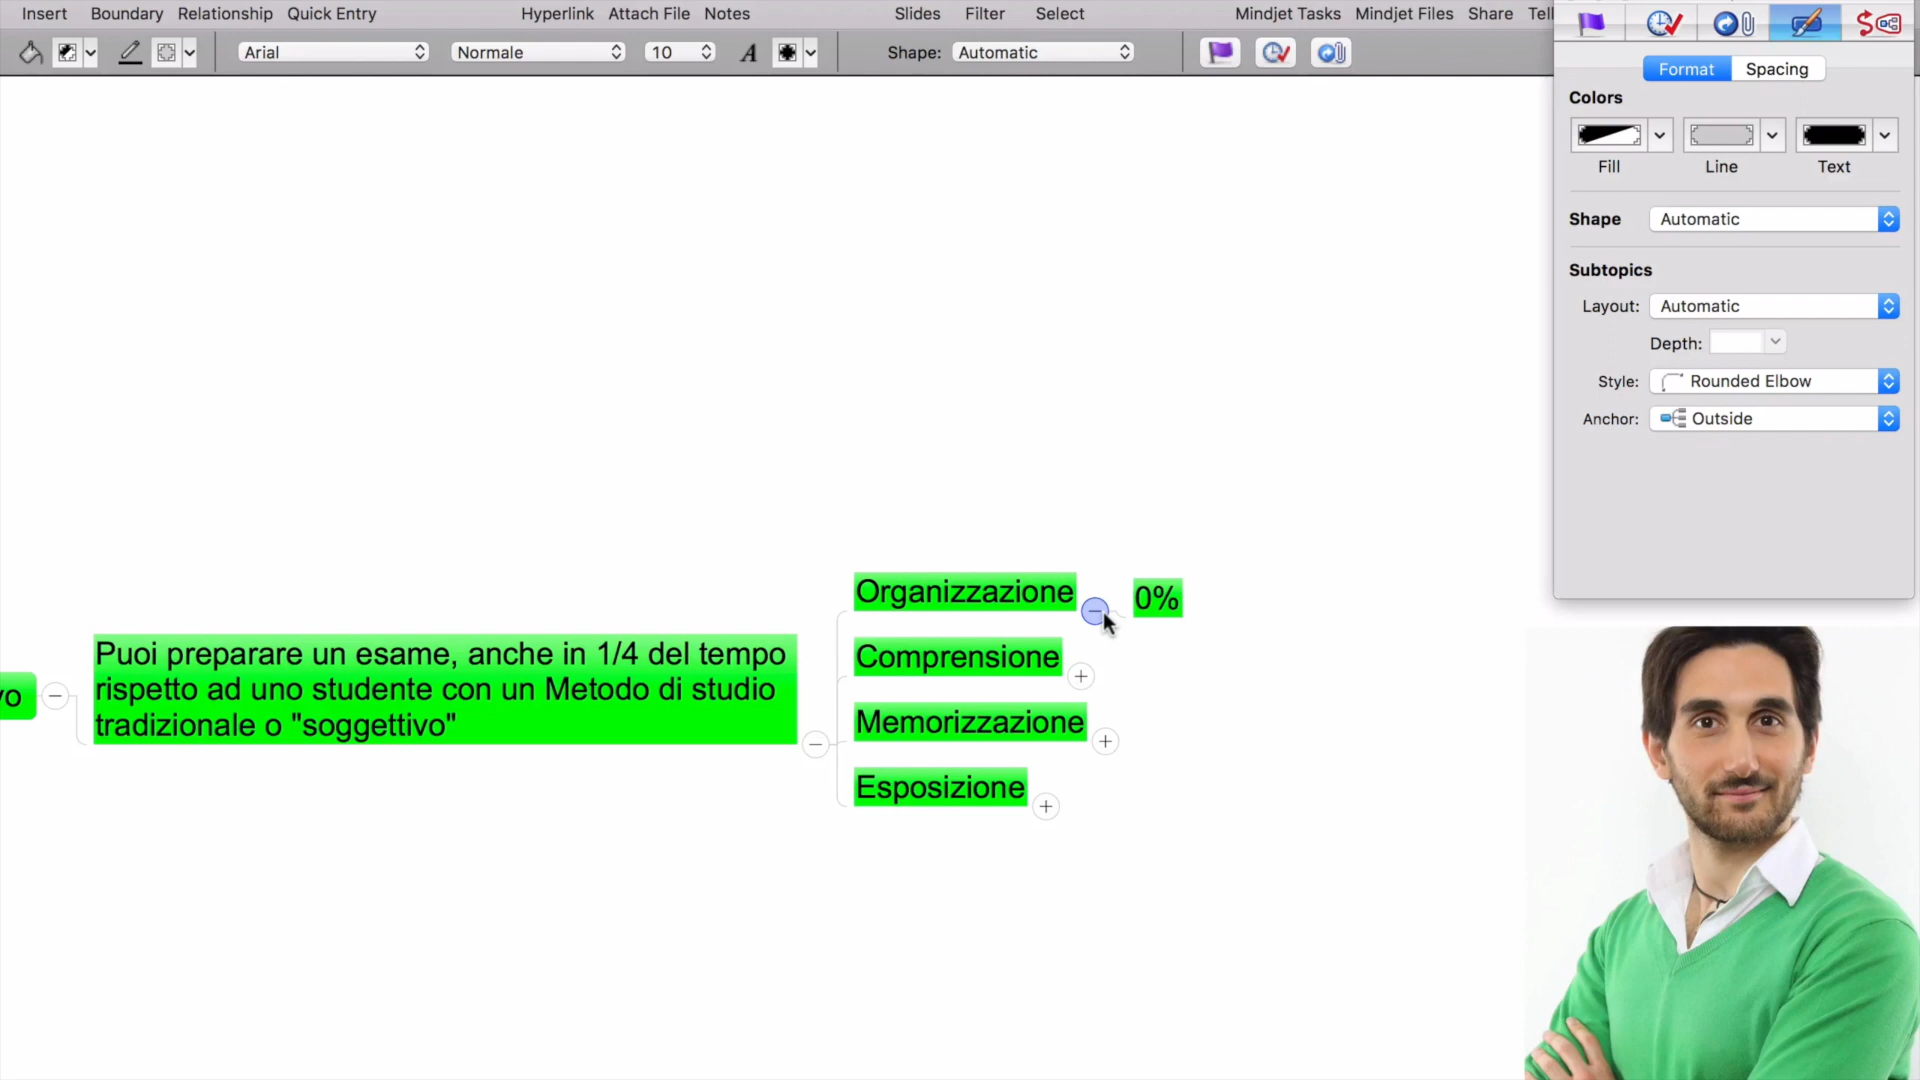 Insert Boundary Relationship Quick Entry Hyperlink Attach File Notes Slides Filter Select Mindjet Tasks Mindjet Files Share Tell
Arial Normale 10 A Shape: Automatic
Format Spacing
Colors
Fill Line Text
Shape Automatic
Subtopics
Layout: Automatic
Depth:
Style: Rounded Elbow
Anchor: Outside
Organizzazione 0%
Comprensione
Memorizzazione
Esposizione
vo
Puoi preparare un esame, anche in 1/4 del tempo
rispetto ad uno studente con un Metodo di studio
tradizionale o "soggettivo"